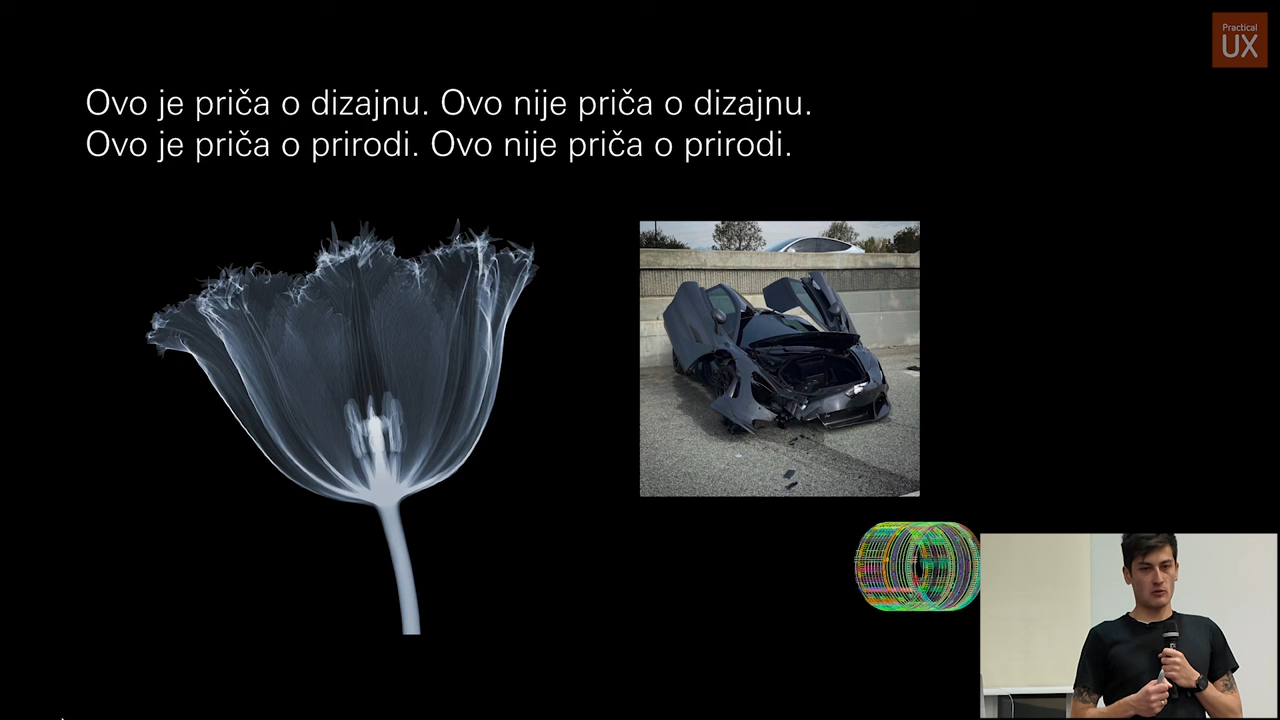 Practical
UX
Ovo je priča o dizajnu. Ovo nije priča o dizajnu.
Ovo je priča o prirodi. Ovo nije priča o prirodi.